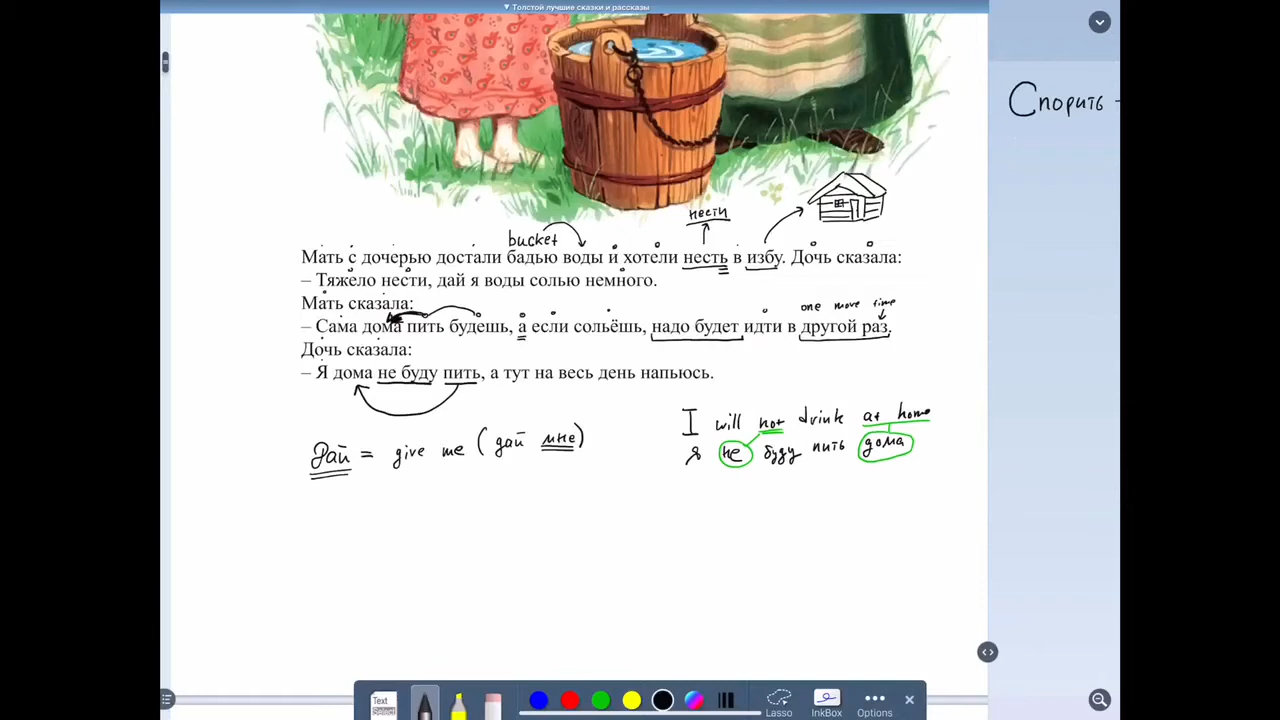 ▼ Толстой лучшие сказки и рассказы
Спорить -
нести
bucket
Мать с дочерью достали бадью воды и хотели несть в избу. Дочь сказала:
– Тяжело нести, дай я воды солью немного.
Мать сказала:
one more time
– Сама дома пить будешь, а если сольёшь, надо будет идти в другой раз.
Дочь сказала:
– Я дома не буду пить, а тут на весь день напьюсь.
I will not drink at home
Дай = give me (дай мне)
я не буду пить дома
Text
Select
Lasso
InkBox
Options